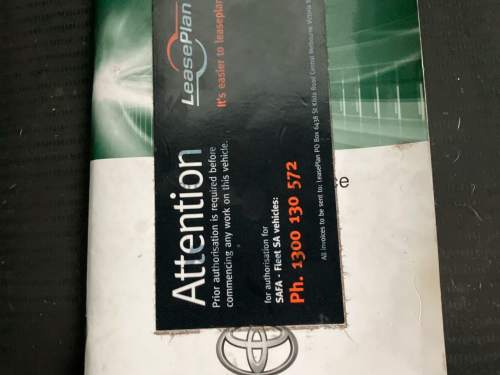 LeasePlan
It's easier to leaseplan
Attention
Prior authorisation is required before
commencing any work on this vehicle.
for authorisation for
SAFA - Fleet SA vehicles:
Ph. 1300 130 572
All invoices to be sent to: LeasePlan PO Box 6438 St Kilda Road Central Melbourne Victoria
e